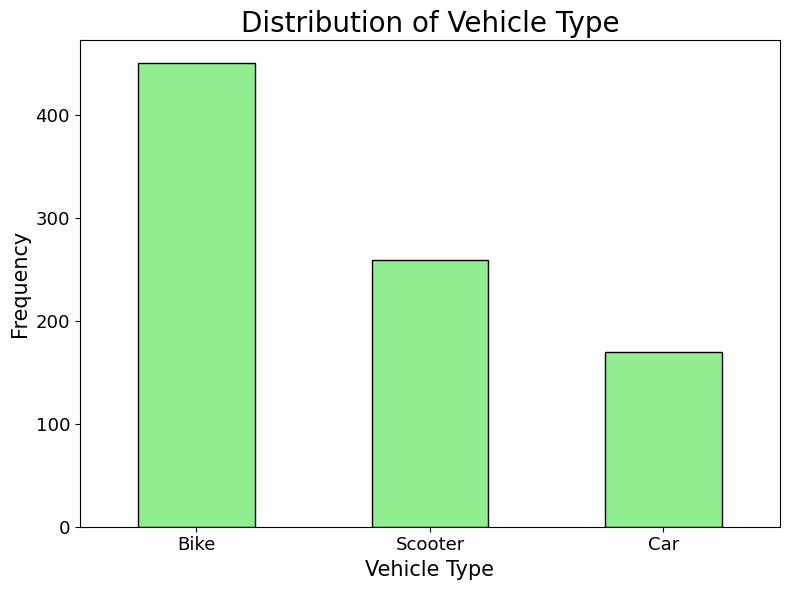 Distribution of Vehicle Type
Frequency
400
300
200
100
0
Bike Scooter Car
Vehicle Type